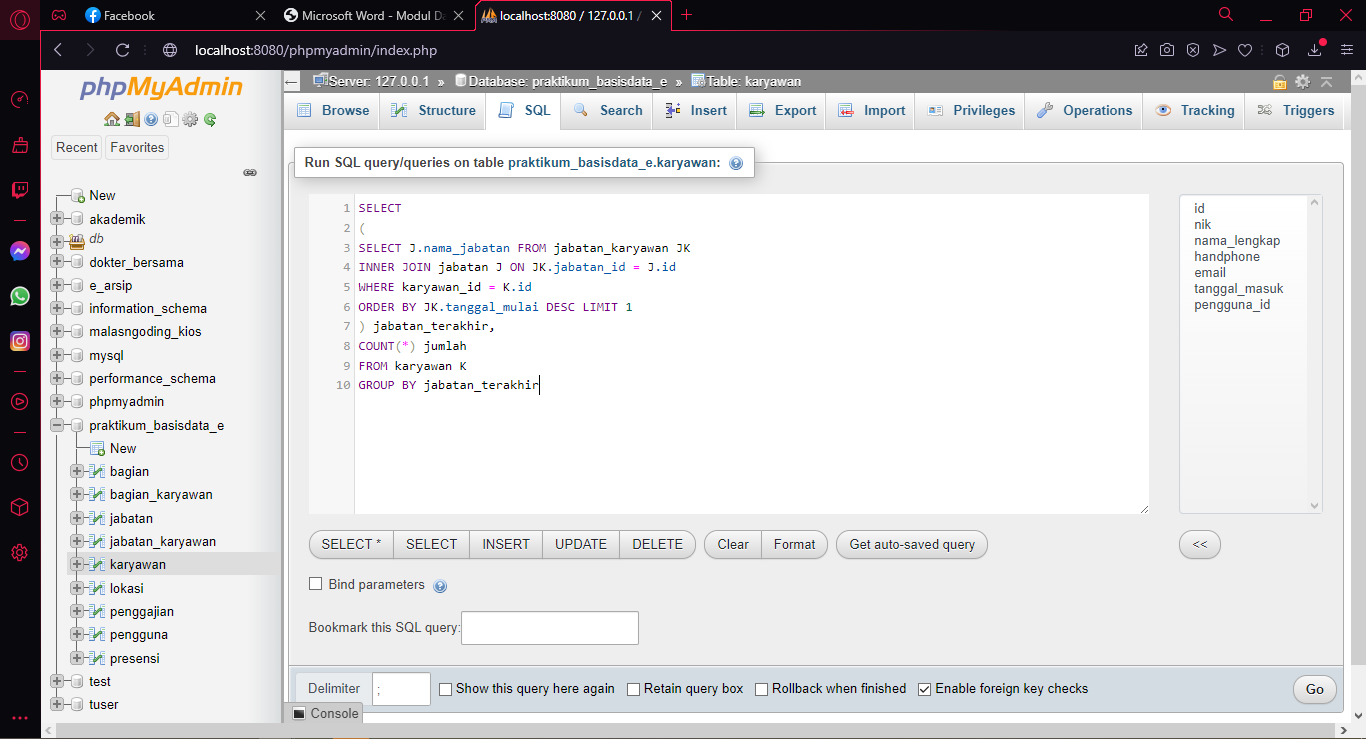 Facebook
Microsoft Word - Modul Da
localhost:8080 / 127.0.0.1 /
localhost:8080/phpmyadmin/index.php
phpMyAdmin
Recent
Favorites
New
akademik
db
dokter_bersama
e_arsip
information_schema
malasngoding_kios
mysql
performance_schema
phpmyadmin
praktikum_basisdata_e
New
bagian
bagian_karyawan
jabatan
jabatan_karyawan
karyawan
lokasi
penggajian
pengguna
presensi
test
tuser
Server: 127.0.0.1 » Database: praktikum_basisdata_e » Table: karyawan
Browse Structure SQL Search Insert Export Import Privileges Operations Tracking Triggers
Run SQL query/queries on table praktikum_basisdata_e.karyawan:
1 SELECT
2 (
3 SELECT J.nama_jabatan FROM jabatan_karyawan JK
4 INNER JOIN jabatan J ON JK.jabatan_id = J.id
5 WHERE karyawan_id = K.id
6 ORDER BY JK.tanggal_mulai DESC LIMIT 1
7 ) jabatan_terakhir,
8 COUNT(*) jumlah
9 FROM karyawan K
10 GROUP BY jabatan_terakhir
id
nik
nama_lengkap
handphone
email
tanggal_masuk
pengguna_id
SELECT * SELECT INSERT UPDATE DELETE Clear Format Get auto-saved query <<
Bind parameters
Bookmark this SQL query:
Delimiter ; Show this query here again Retain query box Rollback when finished Enable foreign key checks Go
Console